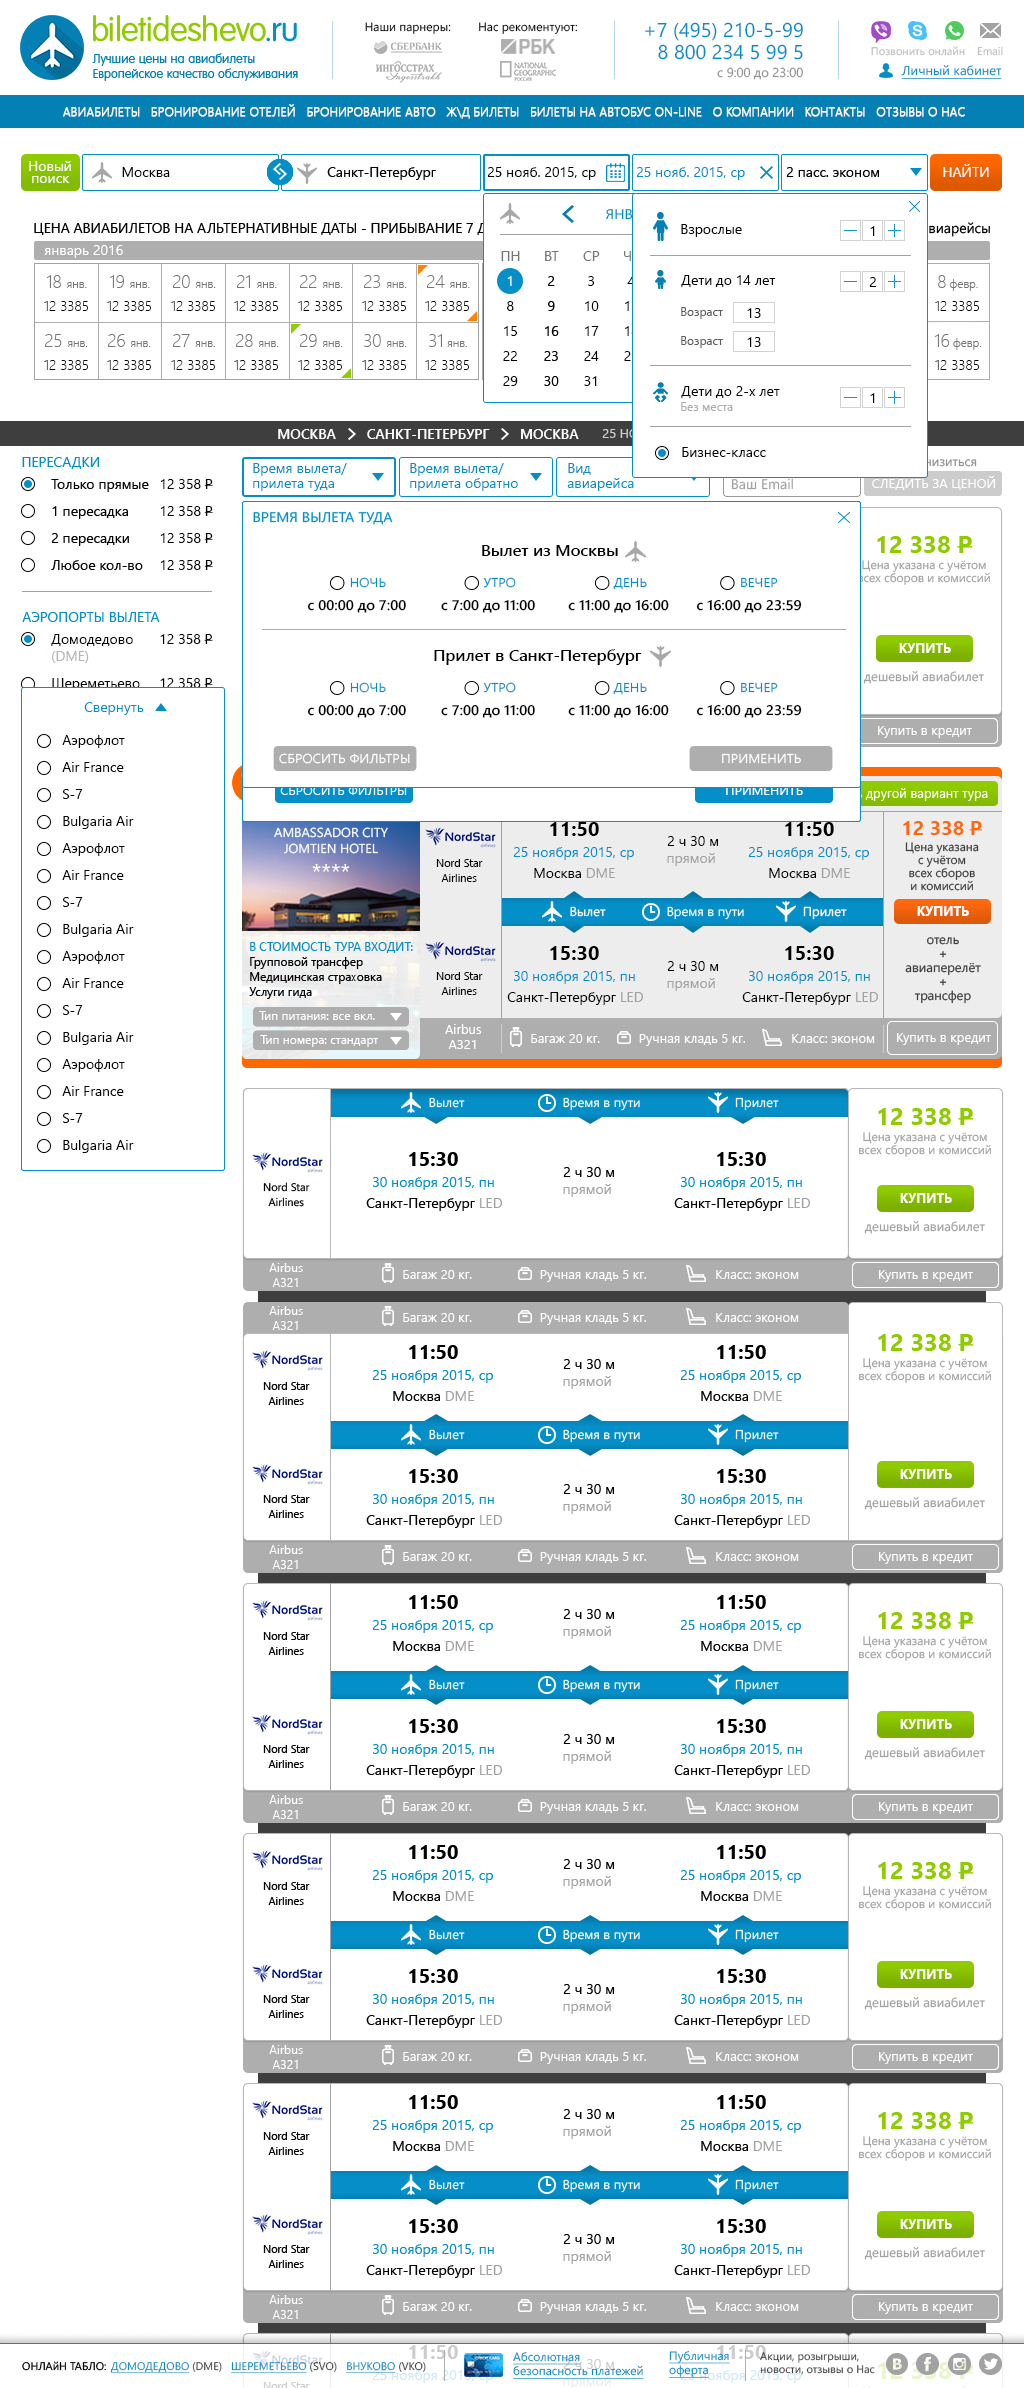 biletideshevo.ru
Лучшие цены на авиабилеты
Европейское качество обслуживания
Наши парнеры:
СБЕРБАНК
ИНГОССТРАХ
Ingosstrakh
Нас рекомендуют:
РБК
NATIONAL GEOGRAPHIC
+7 (495) 210-5-99
8 800 234 5 99 5
с 9:00 до 23:00
Позвонить онлайн Email
Личный кабинет
АВИАБИЛЕТЫ БРОНИРОВАНИЕ ОТЕЛЕЙ БРОНИРОВАНИЕ АВТО Ж\Д БИЛЕТЫ БИЛЕТЫ НА АВТОБУС ON-LINE О КОМПАНИИ КОНТАКТЫ ОТЗЫВЫ О НАС
Новый поиск
Москва
Санкт-Петербург
25 нояб. 2015, ср
25 нояб. 2015, ср
2 пасс. эконом
НАЙТИ
ЦЕНА АВИАБИЛЕТОВ НА АЛЬТЕРНАТИВНЫЕ ДАТЫ - ПРИБЫВАНИЕ 7 Д
авиарейсы
январь 2016
18 янв. 19 янв. 20 янв. 21 янв. 22 янв. 23 янв. 24 янв. 8 февр.
12 3385 12 3385 12 3385 12 3385 12 3385 12 3385 12 3385 12 3385
25 янв. 26 янв. 27 янв. 28 янв. 29 янв. 30 янв. 31 янв. 16 февр.
12 3385 12 3385 12 3385 12 3385 12 3385 12 3385 12 3385 12 3385
ЯНВ
ПН ВТ СР Ч
1 2 3 4
8 9 10 1
15 16 17 1
22 23 24 2
29 30 31
Взрослые 1
Дети до 14 лет 2
Возраст 13
Возраст 13
Дети до 2-х лет 1
Без места
Бизнес-класс
МОСКВА > САНКТ-ПЕТЕРБУРГ > МОСКВА 25 НО
ПЕРЕСАДКИ
Только прямые 12 358 ₽
1 пересадка 12 358 ₽
2 пересадки 12 358 ₽
Любое кол-во 12 358 ₽
АЭРОПОРТЫ ВЫЛЕТА
Домодедово 12 358 ₽
(DME)
Шереметьево 12 358 ₽
Свернуть
Аэрофлот
Air France
S-7
Bulgaria Air
Аэрофлот
Air France
S-7
Bulgaria Air
Аэрофлот
Air France
S-7
Bulgaria Air
Аэрофлот
Air France
S-7
Bulgaria Air
Время вылета/
прилета туда
Время вылета/
прилета обратно
Вид
авиарейса
низиться
Ваш Email
СЛЕДИТЬ ЗА ЦЕНОЙ
ВРЕМЯ ВЫЛЕТА ТУДА
Вылет из Москвы
НОЧЬ УТРО ДЕНЬ ВЕЧЕР
с 00:00 до 7:00 с 7:00 до 11:00 с 11:00 до 16:00 с 16:00 до 23:59
Прилет в Санкт-Петербург
НОЧЬ УТРО ДЕНЬ ВЕЧЕР
с 00:00 до 7:00 с 7:00 до 11:00 с 11:00 до 16:00 с 16:00 до 23:59
СБРОСИТЬ ФИЛЬТРЫ ПРИМЕНИТЬ
СБРОСИТЬ ФИЛЬТРЫ ПРИМЕНИТЬ
12 338 ₽
Цена указана с учётом
всех сборов и комиссий
КУПИТЬ
дешевый авиабилет
Купить в кредит
другой вариант тура
AMBASSADOR CITY
JOMTIEN HOTEL
****
В СТОИМОСТЬ ТУРА ВХОДИТ:
Групповой трансфер
Медицинская страховка
Услуги гида
Тип питания: все вкл.
Тип номера: стандарт
NordStar airlines
Nord Star
Airlines
11:50 2 ч 30 м 11:50
25 ноября 2015, ср прямой 25 ноября 2015, ср
Москва DME Москва DME
Вылет Время в пути Прилет
NordStar airlines
Nord Star
Airlines
15:30 2 ч 30 м 15:30
30 ноября 2015, пн прямой 30 ноября 2015, пн
Санкт-Петербург LED Санкт-Петербург LED
12 338 ₽
Цена указана
с учётом
всех сборов
и комиссий
КУПИТЬ
отель
+
авиаперелёт
+
трансфер
Airbus
A321 Багаж 20 кг. Ручная кладь 5 кг. Класс: эконом Купить в кредит
Вылет Время в пути Прилет
NordStar airlines
Nord Star
Airlines
15:30 2 ч 30 м 15:30
30 ноября 2015, пн прямой 30 ноября 2015, пн
Санкт-Петербург LED Санкт-Петербург LED
12 338 ₽
Цена указана с учётом
всех сборов и комиссий
КУПИТЬ
дешевый авиабилет
Airbus
A321 Багаж 20 кг. Ручная кладь 5 кг. Класс: эконом Купить в кредит
Airbus
A321 Багаж 20 кг. Ручная кладь 5 кг. Класс: эконом
NordStar airlines
Nord Star
Airlines
11:50 2 ч 30 м 11:50
25 ноября 2015, ср прямой 25 ноября 2015, ср
Москва DME Москва DME
Вылет Время в пути Прилет
NordStar airlines
Nord Star
Airlines
15:30 2 ч 30 м 15:30
30 ноября 2015, пн прямой 30 ноября 2015, пн
Санкт-Петербург LED Санкт-Петербург LED
12 338 ₽
Цена указана с учётом
всех сборов и комиссий
КУПИТЬ
дешевый авиабилет
Airbus
A321 Багаж 20 кг. Ручная кладь 5 кг. Класс: эконом Купить в кредит
NordStar airlines
Nord Star
Airlines
11:50 2 ч 30 м 11:50
25 ноября 2015, ср прямой 25 ноября 2015, ср
Москва DME Москва DME
Вылет Время в пути Прилет
NordStar airlines
Nord Star
Airlines
15:30 2 ч 30 м 15:30
30 ноября 2015, пн прямой 30 ноября 2015, пн
Санкт-Петербург LED Санкт-Петербург LED
12 338 ₽
Цена указана с учётом
всех сборов и комиссий
КУПИТЬ
дешевый авиабилет
Airbus
A321 Багаж 20 кг. Ручная кладь 5 кг. Класс: эконом Купить в кредит
NordStar airlines
Nord Star
Airlines
11:50 2 ч 30 м 11:50
25 ноября 2015, ср прямой 25 ноября 2015, ср
Москва DME Москва DME
Вылет Время в пути Прилет
NordStar airlines
Nord Star
Airlines
15:30 2 ч 30 м 15:30
30 ноября 2015, пн прямой 30 ноября 2015, пн
Санкт-Петербург LED Санкт-Петербург LED
12 338 ₽
Цена указана с учётом
всех сборов и комиссий
КУПИТЬ
дешевый авиабилет
Airbus
A321 Багаж 20 кг. Ручная кладь 5 кг. Класс: эконом Купить в кредит
NordStar airlines
Nord Star
Airlines
11:50 2 ч 30 м 11:50
25 ноября 2015, ср прямой 25 ноября 2015, ср
Москва DME Москва DME
Вылет Время в пути Прилет
NordStar airlines
Nord Star
Airlines
15:30 2 ч 30 м 15:30
30 ноября 2015, пн прямой 30 ноября 2015, пн
Санкт-Петербург LED Санкт-Петербург LED
12 338 ₽
Цена указана с учётом
всех сборов и комиссий
КУПИТЬ
дешевый авиабилет
Airbus
A321 Багаж 20 кг. Ручная кладь 5 кг. Класс: эконом Купить в кредит
11:50 11:50
ОНЛАйН ТАБЛО: ДОМОДЕДОВО (DME) ШЕРЕМЕТЬЕВО (SVO) ВНУКОВО (VKO)
Абсолютная
безопасность платежей
Публичная
оферта
Акции, розыгрыши,
новости, отзывы о Нас